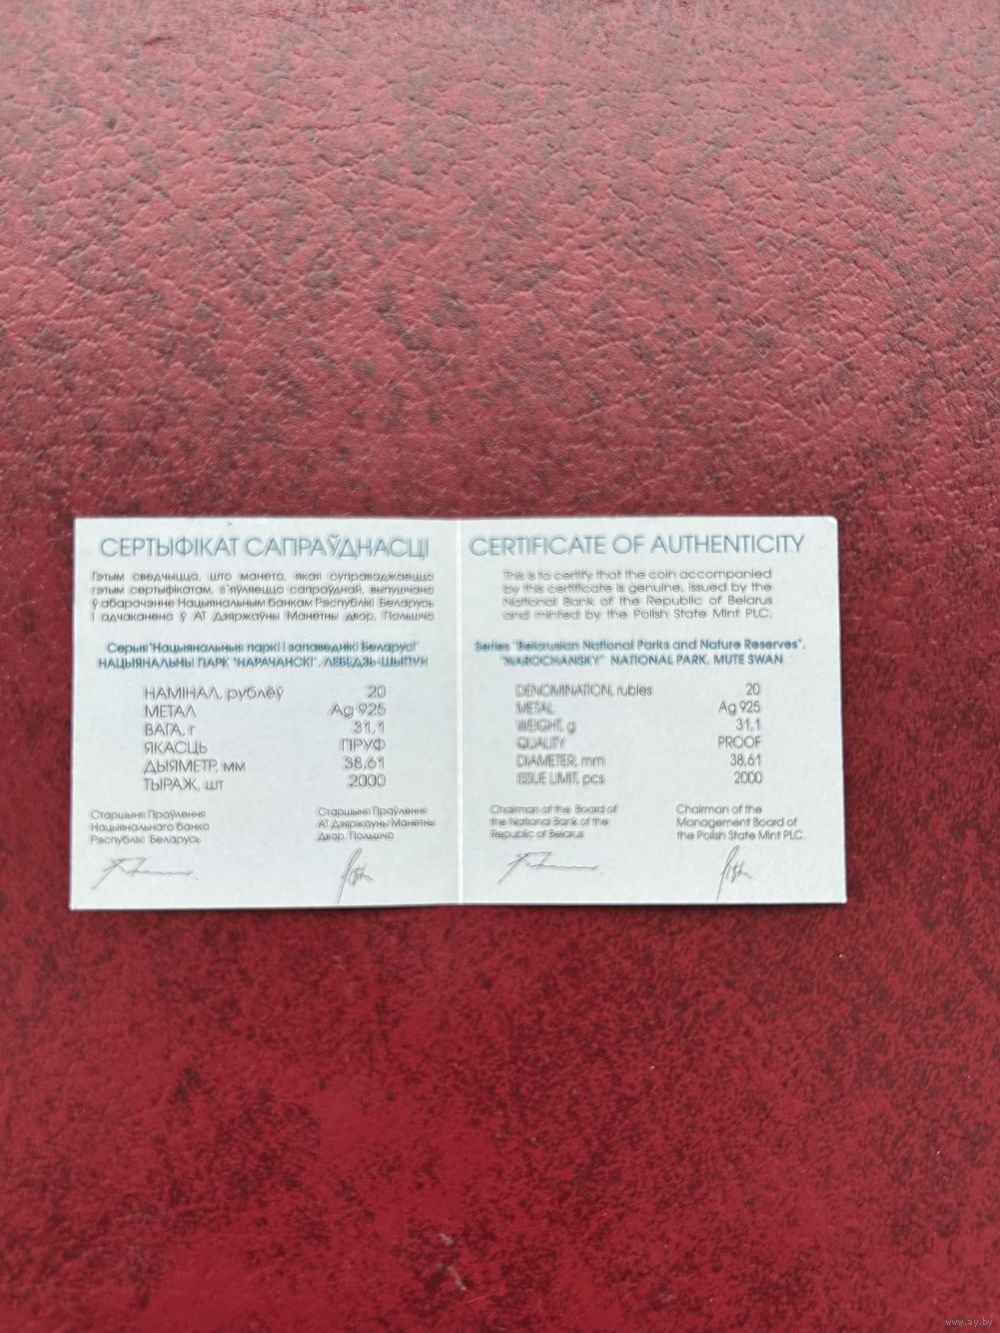 СЕРТЫФІКАТ САПРАЎДНАСЦІ
Гэтым сведчыцца, што манета, якая суправаджаецца
гэтым сертыфікатам, з'яўляецца сапраўднай, выпушчана
ў абарачэнне Нацыянальным банкам Рэспублікі Беларусь
і адчаканена ў АТ Дзяржаўны Манетны двор, Польшча
Серыя "Нацыянальныя паркі і запаведнікі Беларусі"
НАЦЫЯНАЛЬНЫ ПАРК "НАРАЧАНСКІ". ЛЕБЕДЗЬ-ШЫПУН
НАМІНАЛ, рублёў 20
МЕТАЛ Ag 925
ВАГА, г 31,1
ЯКАСЦЬ ПРУФ
ДЫЯМЕТР, мм 38,61
ТЫРАЖ, шт 2000
Старшыня Праўлення
Нацыянальнага банка
Рэспублікі Беларусь
Старшыня Праўлення
АТ Дзяржаўны Манетны
Двор, Польшча
CERTIFICATE OF AUTHENTICITY
This is to certify that the coin accompanied
by this certificate is genuine, issued by the
National Bank of the Republic of Belarus
and minted by the Polish State Mint PLC.
Series "Belarusian National Parks and Nature Reserves".
"NAROCHANSKY" NATIONAL PARK. MUTE SWAN
DENOMINATION, rubles 20
METAL Ag 925
WEIGHT, g 31,1
QUALITY PROOF
DIAMETER, mm 38,61
ISSUE LIMIT, pcs 2000
Chairman of the Board of
the National Bank of the
Republic of Belarus
Chairman of the
Management Board of
the Polish State Mint PLC.
www.ay.by